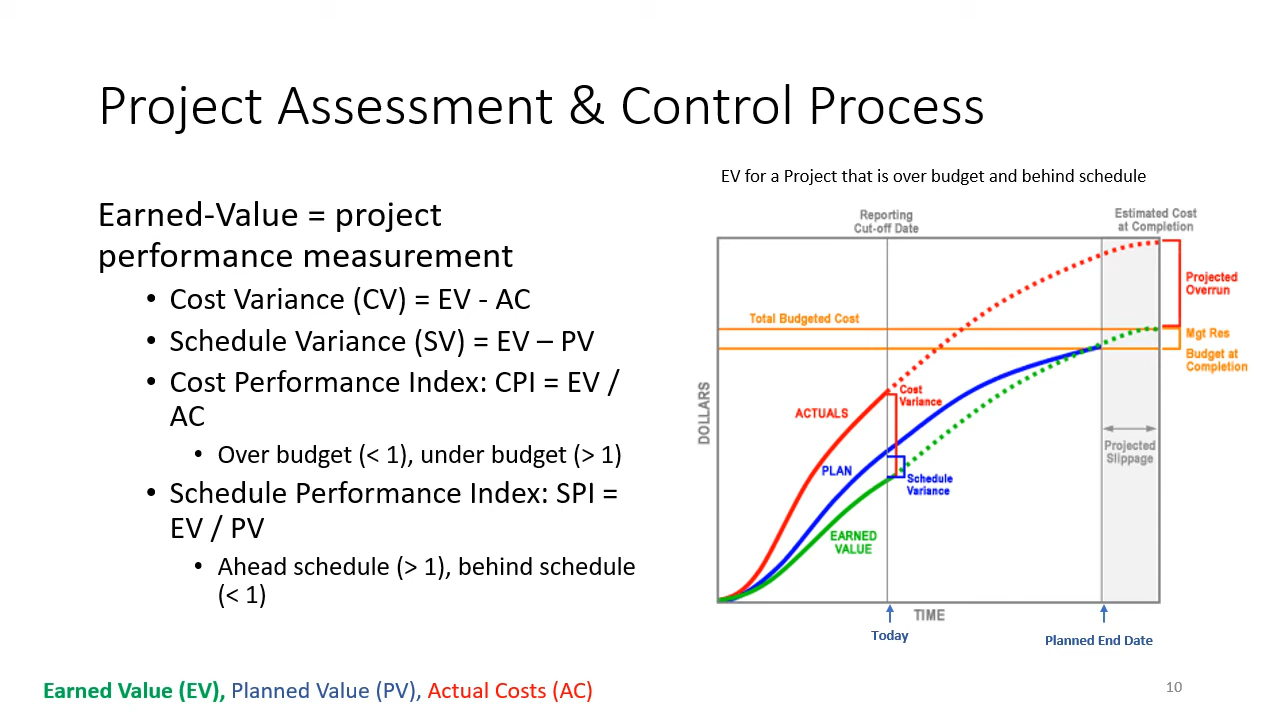 Project Assessment & Control Process
Earned-Value = project
performance measurement
• Cost Variance (CV) = EV - AC
• Schedule Variance (SV) = EV – PV
• Cost Performance Index: CPI = EV /
AC
• Over budget (< 1), under budget (> 1)
• Schedule Performance Index: SPI =
EV / PV
• Ahead schedule (> 1), behind schedule
(< 1)
EV for a Project that is over budget and behind schedule
Reporting
Cut-off Date
Estimated Cost
at Completion
Projected
Overrun
Total Budgeted Cost
Mgt Res
Budget at
Completion
DOLLARS
Cost
Variance
ACTUALS
PLAN
Schedule
Variance
EARNED
VALUE
Projected
Slippage
TIME
Today
Planned End Date
Earned Value (EV), Planned Value (PV), Actual Costs (AC)
10